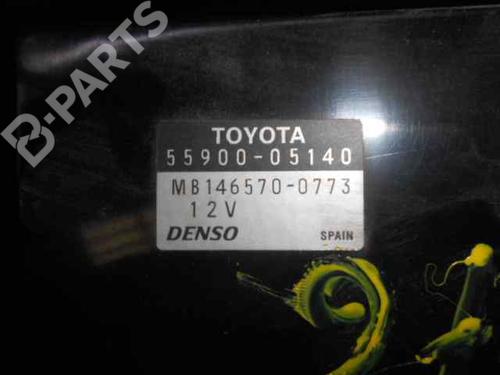 B-PARTS
TOYOTA
55900-05140
MB146570-0773
12V
DENSO SPAIN